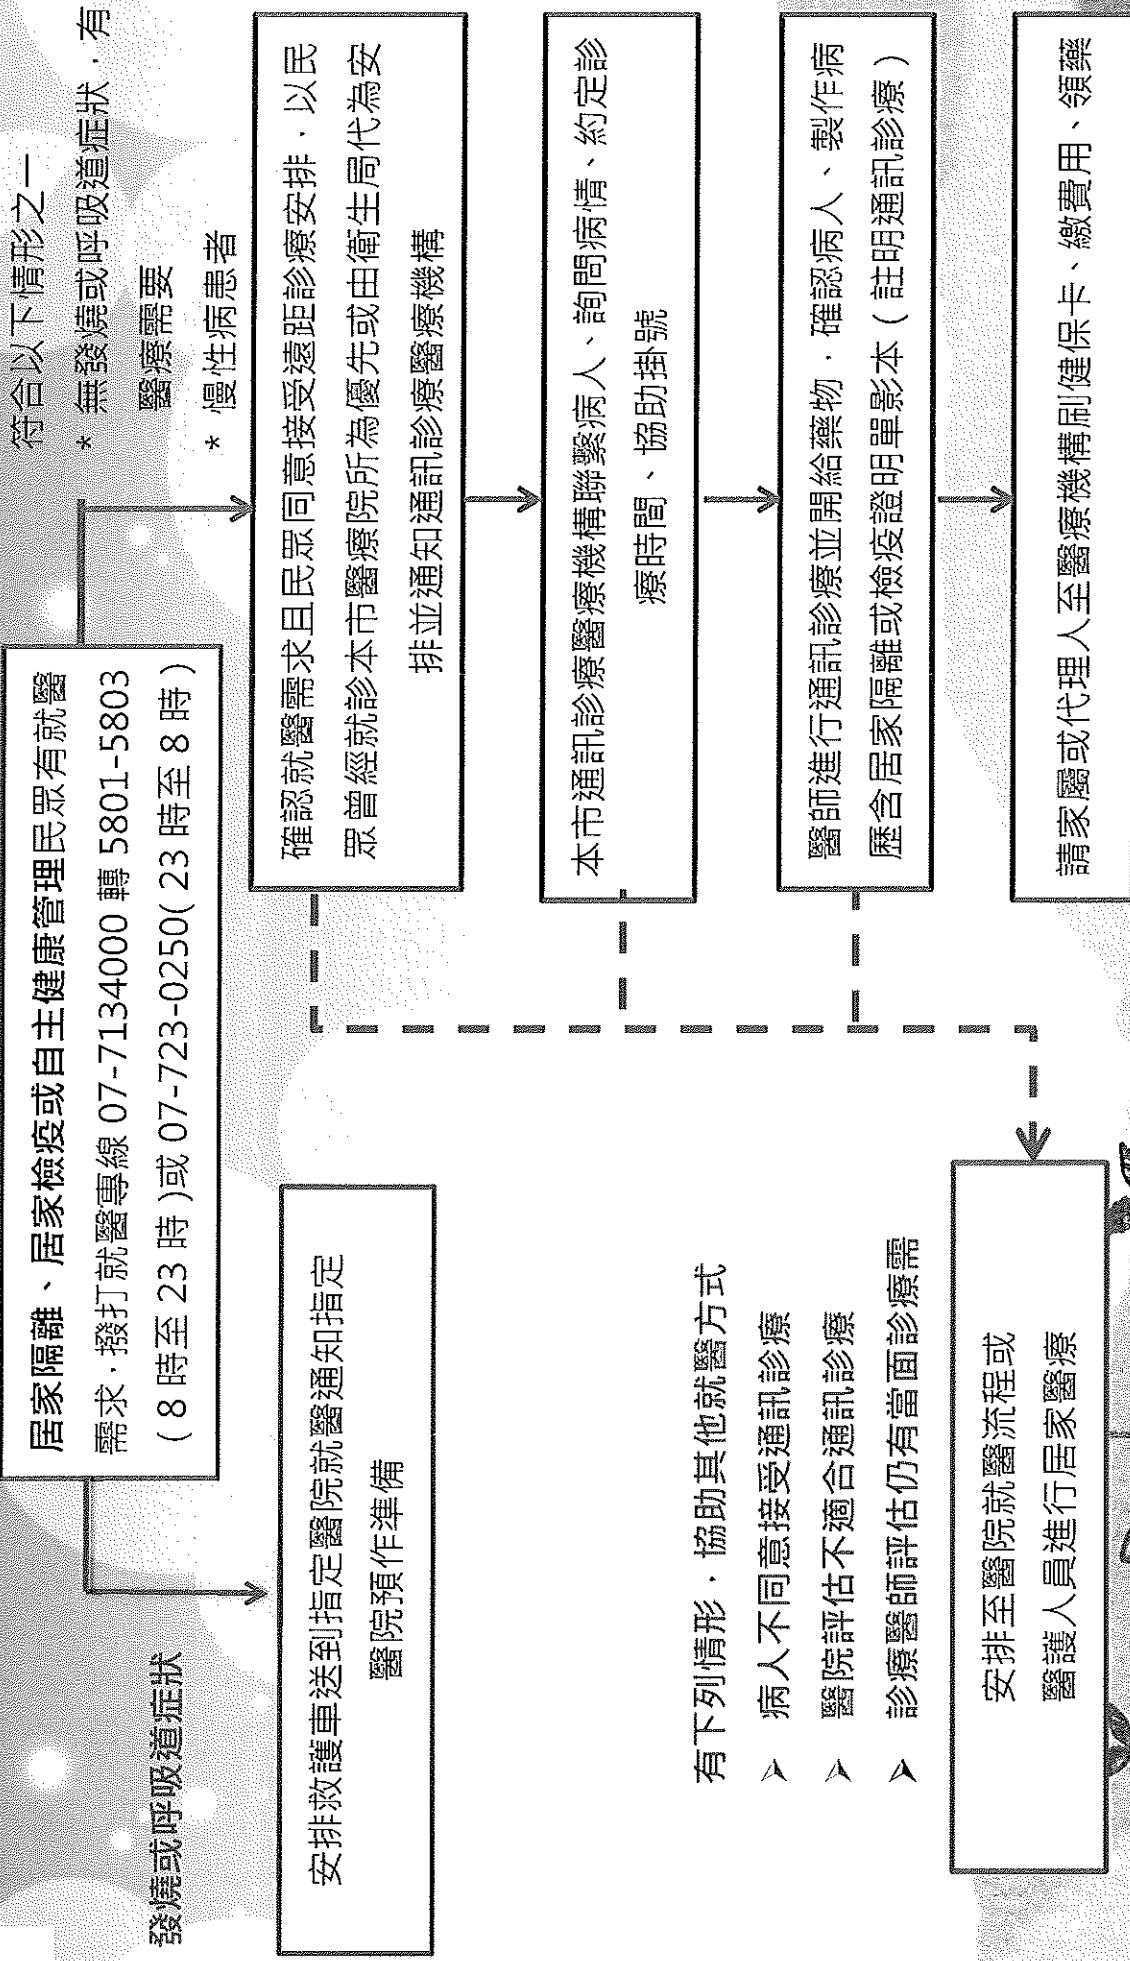 居家隔離、居家檢疫或自主健康管理民眾有就醫
需求，撥打就醫專線 07-7134000 轉 5801-5803
( 8 時至 23 時 )或 07-723-0250( 23 時至 8 時 )
發燒或呼吸道症狀
安排救護車送到指定醫院就醫通知指定
醫院預作準備
符合以下情形之一
* 無發燒或呼吸道症狀，有
醫療需要
* 慢性病患者
確認就醫需求且民眾同意接受遠距診療安排，以民
眾曾經就診本市醫療院所為優先或由衛生局代為安
排並通知通訊診療醫療機構
本市通訊診療醫療機構聯繫病人、詢問病情、約定診
療時間、協助掛號
醫師進行通訊診療並開給藥物，確認病人、製作病
歷含居家隔離或檢疫證明單影本 ( 註明通訊診療 )
請家屬或代理人至醫療機構刷健保卡、繳費用、領藥
有下列情形，協助其他就醫方式
➢ 病人不同意接受通訊診療
➢ 醫院評估不適合通訊診療
➢ 診療醫師評估仍有當面診療需
安排至醫院就醫流程或
醫護人員進行居家醫療